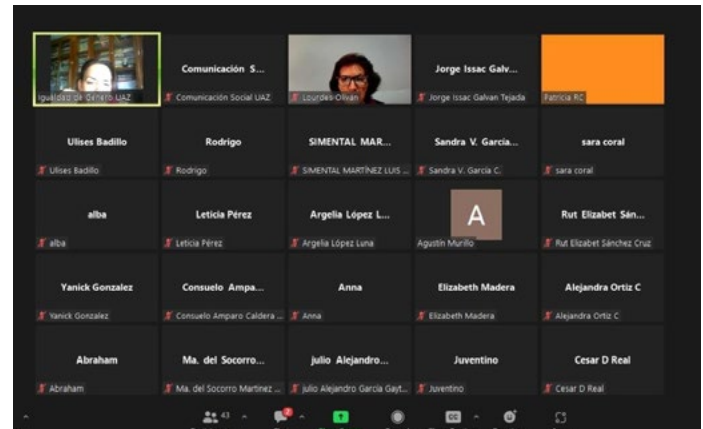 Igualdad de Género UAZ
Comunicación S...
Comunicación Social UAZ
Lourdes Oliván
Jorge Issac Galv...
Jorge Issac Galvan Tejada
Patricia RC
Ulises Badillo
Ulises Badillo
Rodrigo
Rodrigo
SIMENTAL MAR...
SIMENTAL MARTÍNEZ LUIS ...
Sandra V. García...
Sandra V. García C.
sara coral
sara coral
alba
alba
Leticia Pérez
Leticia Pérez
Argelia López L...
Argelia López Luna
A
Agustín Murillo
Rut Elizabet Sán...
Rut Elizabet Sánchez Cruz
Yanick Gonzalez
Yanick Gonzalez
Consuelo Ampa...
Consuelo Amparo Caldera ...
Anna
Anna
Elizabeth Madera
Elizabeth Madera
Alejandra Ortiz C
Alejandra Ortiz C
Abraham
Abraham
Ma. del Socorro...
Ma. del Socorro Martinez ...
julio Alejandro...
julio Alejandro García Gayt...
Juventino
Juventino
Cesar D Real
Cesar D Real
43
2
CC